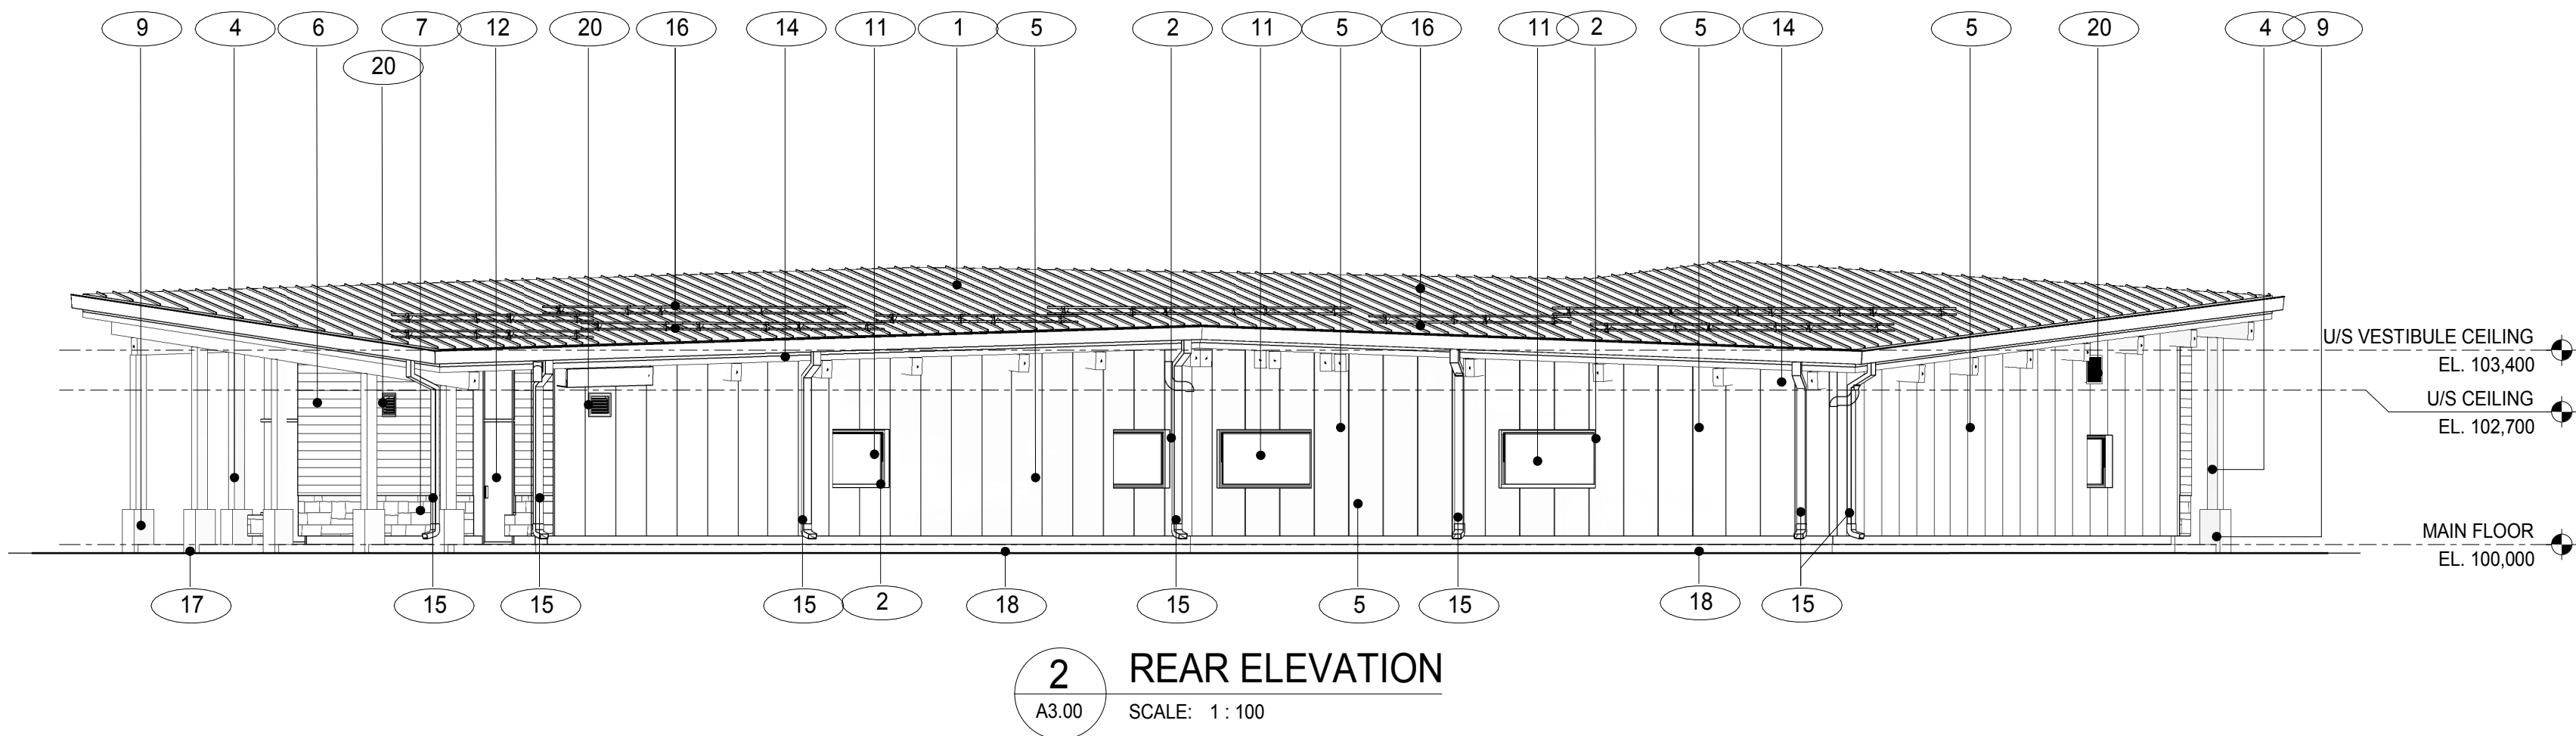 9 4 6 7 12 20 16 14 11 1 5 2 11 5 16 11 2 5 14 5 20 4 9
20
U/S VESTIBULE CEILING
EL. 103,400
U/S CEILING
EL. 102,700
MAIN FLOOR
EL. 100,000
17 15 15 15 2 18 15 5 15 18 15
2 REAR ELEVATION
A3.00 SCALE: 1 : 100